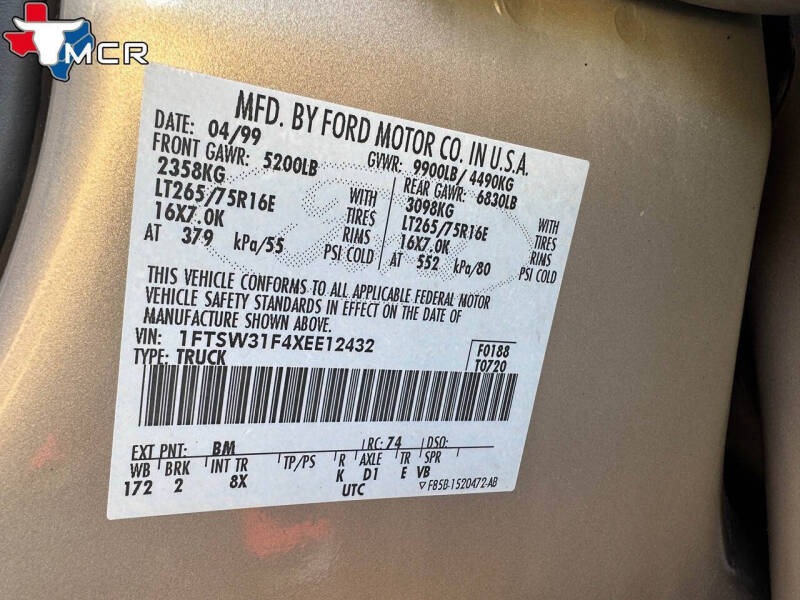 MCR
MFD. BY FORD MOTOR CO. IN U.S.A.
DATE: 04/99 GVWR: 9900LB/ 4490KG
FRONT GAWR: 5200LB REAR GAWR: 6830LB
2358KG WITH 3098KG WITH
LT265/75R16E TIRES LT265/75R16E TIRES
16X7.0K RIMS 16X7.0K RIMS
AT 379 kPa/55 PSI COLD AT 552 kPa/80 PSI COLD
THIS VEHICLE CONFORMS TO ALL APPLICABLE FEDERAL MOTOR
VEHICLE SAFETY STANDARDS IN EFFECT ON THE DATE OF
MANUFACTURE SHOWN ABOVE.
VIN: 1FTSW31F4XEE12432 F0188
TYPE: TRUCK T0720
EXT PNT: BM RC: 74 DSO:
WB BRK INT TR TP/PS R AXLE TR SPR
172 2 8X K D1 E VB
UTC ▽ F85B-1520472-AB